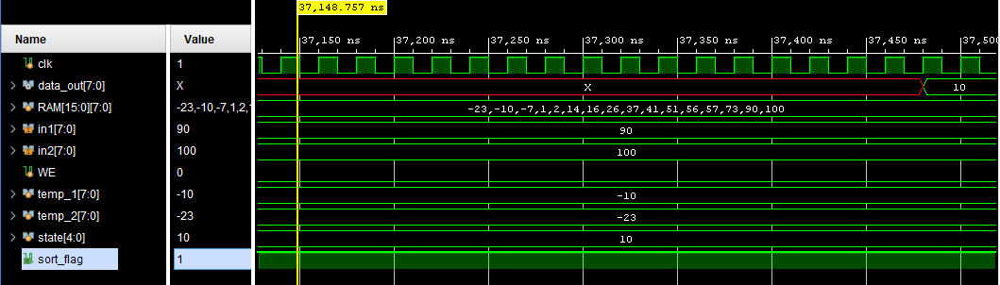 37,148.757 ns
Name Value
37,150 ns 37,200 ns 37,250 ns 37,300 ns 37,350 ns 37,400 ns 37,450 ns 37,500
clk 1
data_out[7:0] X X 10
RAM[15:0][7:0] -23,-10,-7,1,2, -23,-10,-7,1,2,14,16,26,37,41,51,56,57,73,90,100
in1[7:0] 90 90
in2[7:0] 100 100
WE 0
temp_1[7:0] -10 -10
temp_2[7:0] -23 -23
state[4:0] 10 10
sort_flag 1